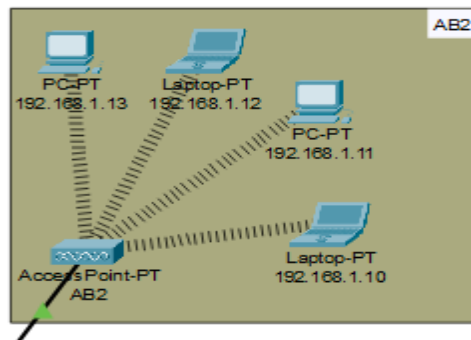 AB2
PC-PT
192.168.1.13
Laptop-PT
192.168.1.12
PC-PT
192.168.1.11
Laptop-PT
192.168.1.10
Access Point-PT
AB2